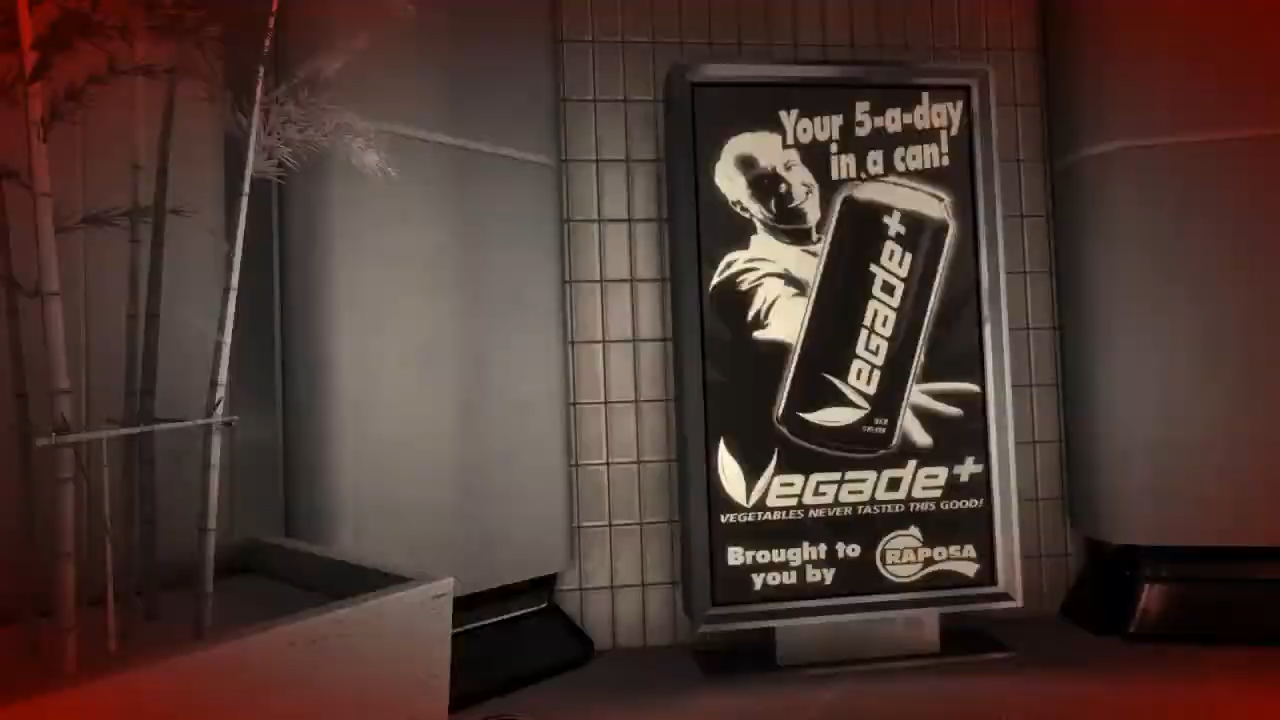 Your 5-a-day
in a can!
Vegade+
Vegade+
VEGETABLES NEVER TASTED THIS GOOD!
Brought to
you by
RAPOSA